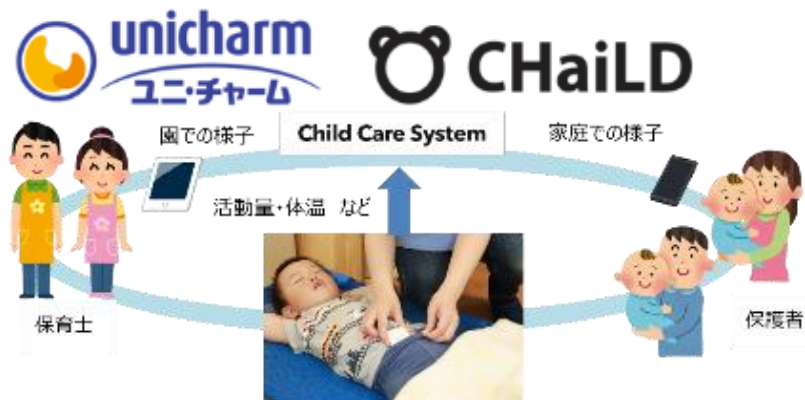 unicharm
ユニ・チャーム
CHaiLD
園での様子
Child Care System
家庭での様子
活動量・体温 など
保育士
保護者